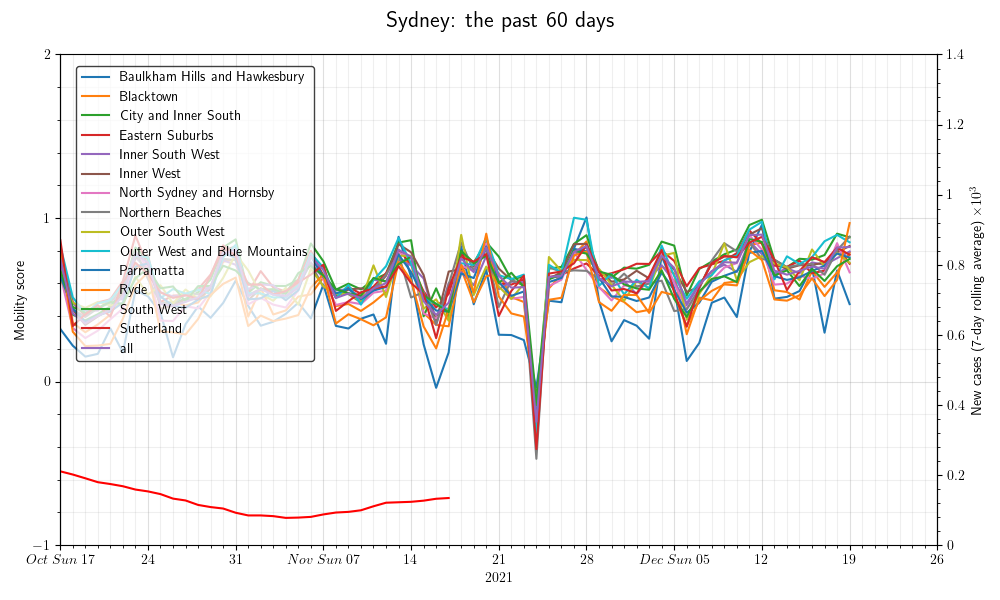 Sydney: the past 60 days
Mobility score
2
1
0
−1
Baulkham Hills and Hawkesbury
Blacktown
City and Inner South
Eastern Suburbs
Inner South West
Inner West
North Sydney and Hornsby
Northern Beaches
Outer South West
Outer West and Blue Mountains
Parramatta
Ryde
South West
Sutherland
all
1.4
1.2
1
0.8
0.6
0.4
0.2
0
New cases (7-day rolling average) ×10³
Oct Sun 17 24 31 Nov Sun 07 14 21 28 Dec Sun 05 12 19 26
2021